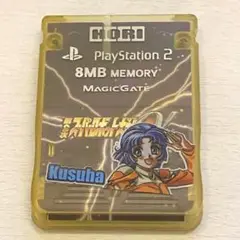 HORI
PlayStation 2
8MB MEMORY
MAGICGATE
Kusuha